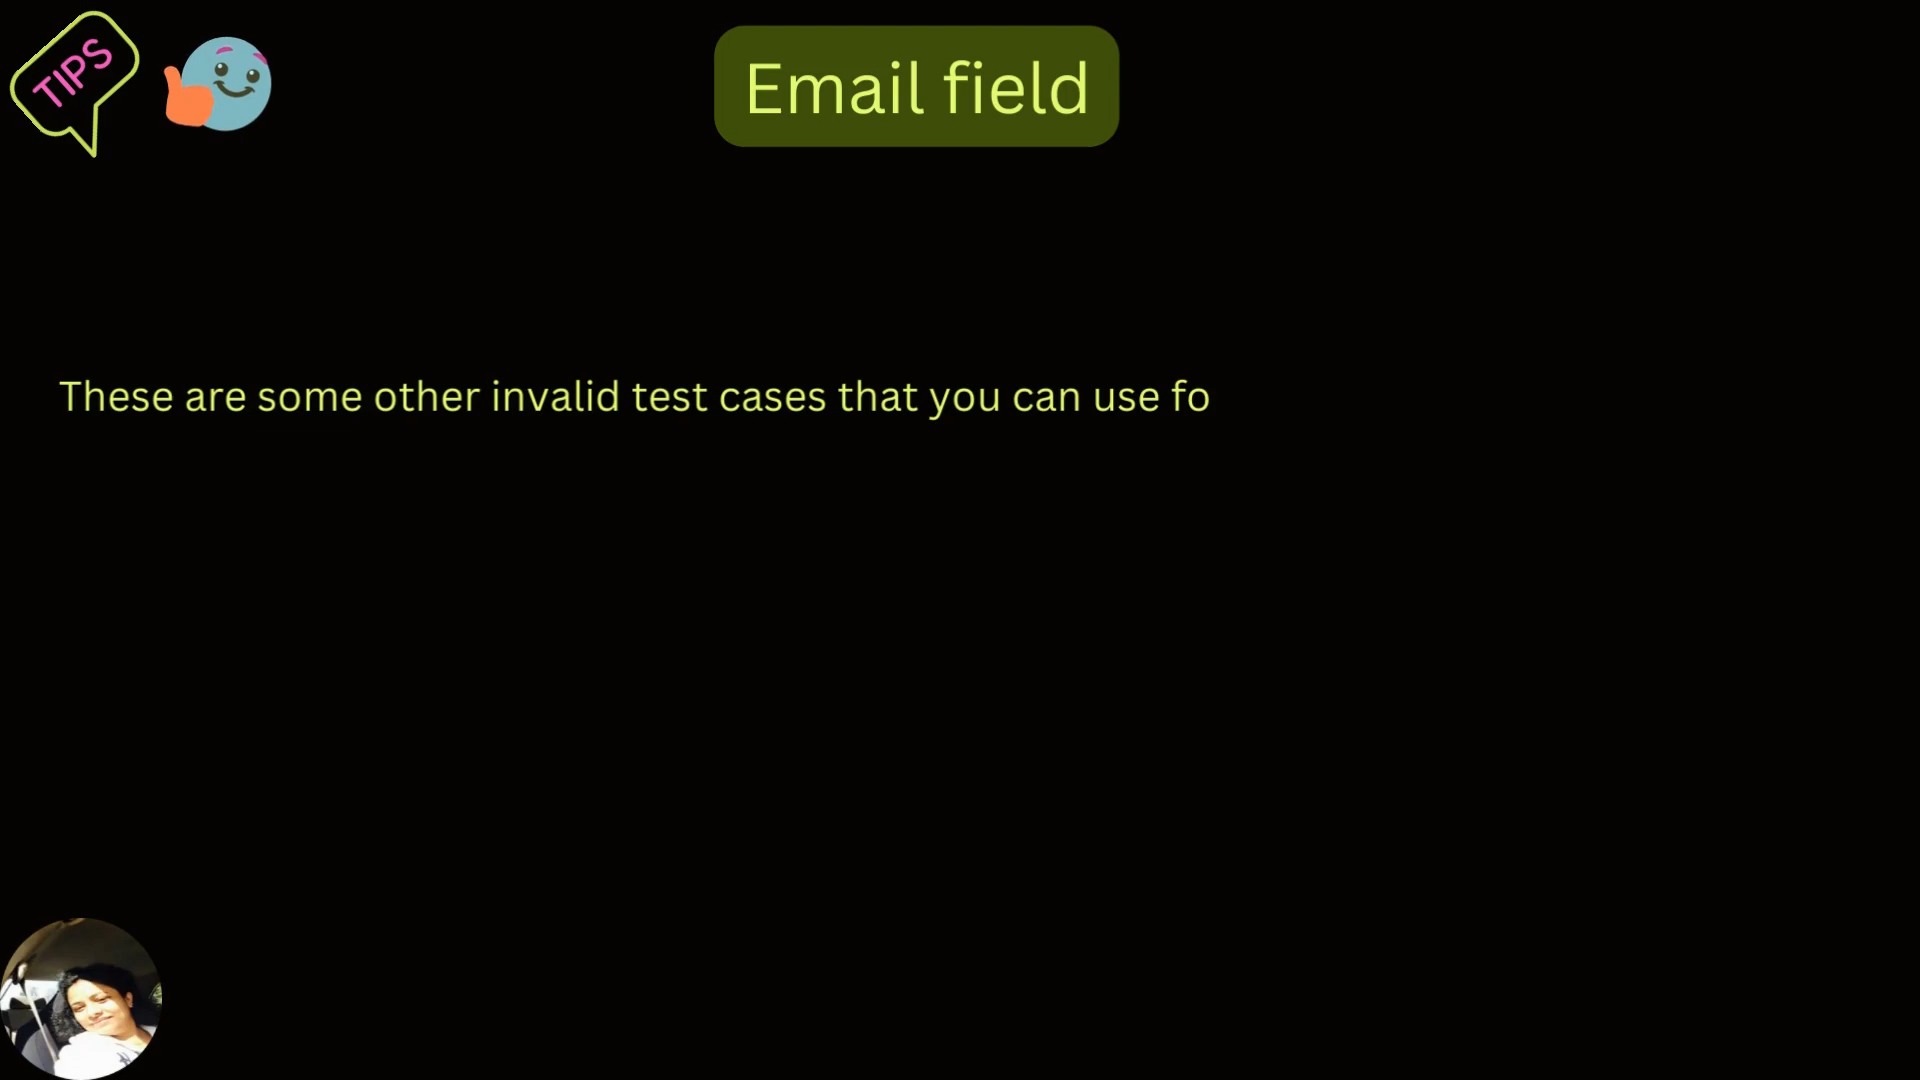 TIPS
Email field
These are some other invalid test cases that you can use fo